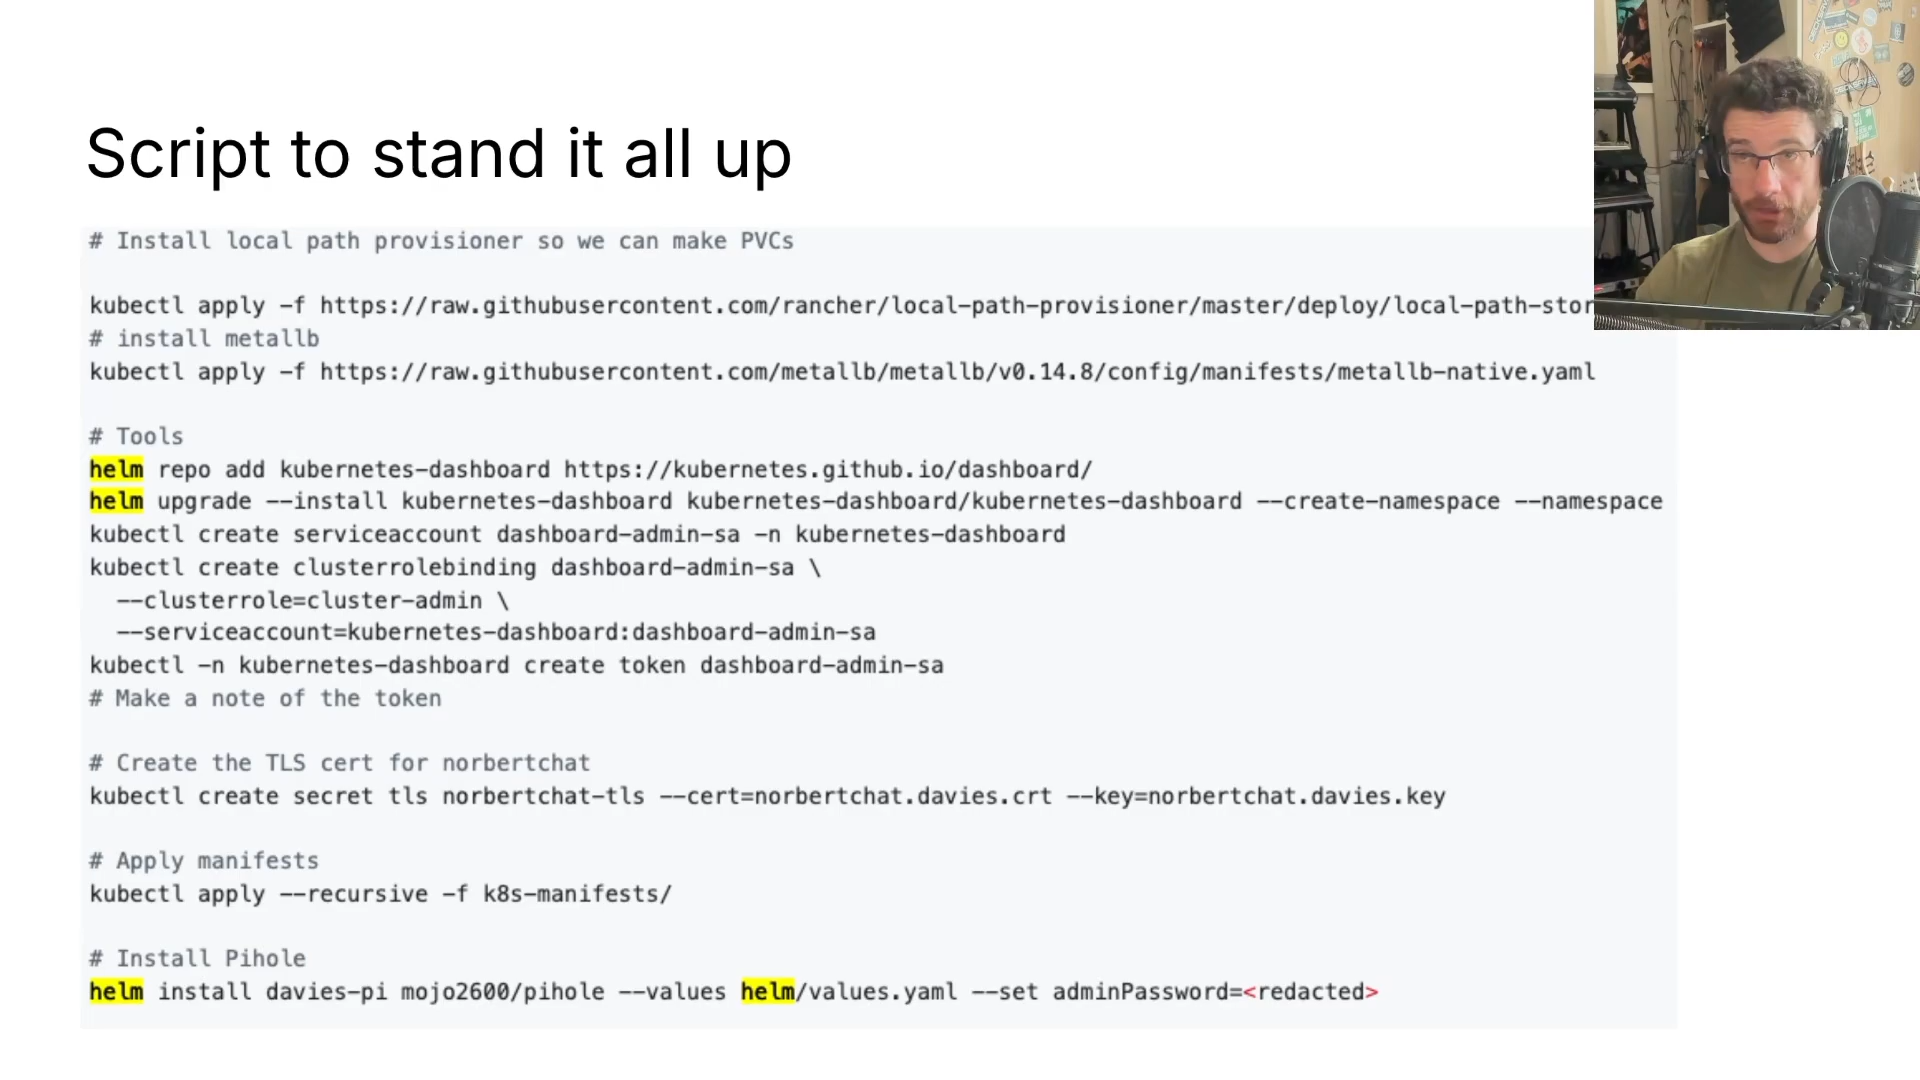 Script to stand it all up
# Install local path provisioner so we can make PVCs
kubectl apply -f https://raw.githubusercontent.com/rancher/local-path-provisioner/master/deploy/local-path-stor
# install metallb
kubectl apply -f https://raw.githubusercontent.com/metallb/metallb/v0.14.8/config/manifests/metallb-native.yaml
# Tools
helm repo add kubernetes-dashboard https://kubernetes.github.io/dashboard/
helm upgrade --install kubernetes-dashboard kubernetes-dashboard/kubernetes-dashboard --create-namespace --namespace
kubectl create serviceaccount dashboard-admin-sa -n kubernetes-dashboard
kubectl create clusterrolebinding dashboard-admin-sa \
--clusterrole=cluster-admin \
--serviceaccount=kubernetes-dashboard:dashboard-admin-sa
kubectl -n kubernetes-dashboard create token dashboard-admin-sa
# Make a note of the token
# Create the TLS cert for norbertchat
kubectl create secret tls norbertchat-tls --cert=norbertchat.davies.crt --key=norbertchat.davies.key
# Apply manifests
kubectl apply --recursive -f k8s-manifests/
# Install Pihole
helm install davies-pi mojo2600/pihole --values helm/values.yaml --set adminPassword=<redacted>